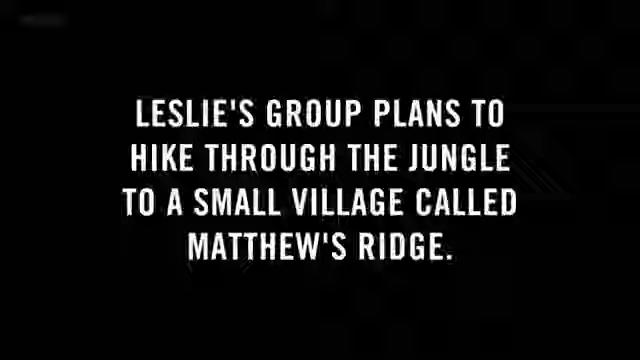 LESLIE'S GROUP PLANS TO
HIKE THROUGH THE JUNGLE
TO A SMALL VILLAGE CALLED
MATTHEW'S RIDGE.